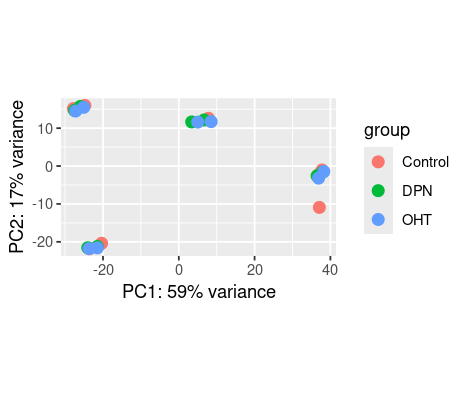 PC2: 17% variance
10
0
-10
-20
-20
0
20
40
PC1: 59% variance
group
Control
DPN
OHT